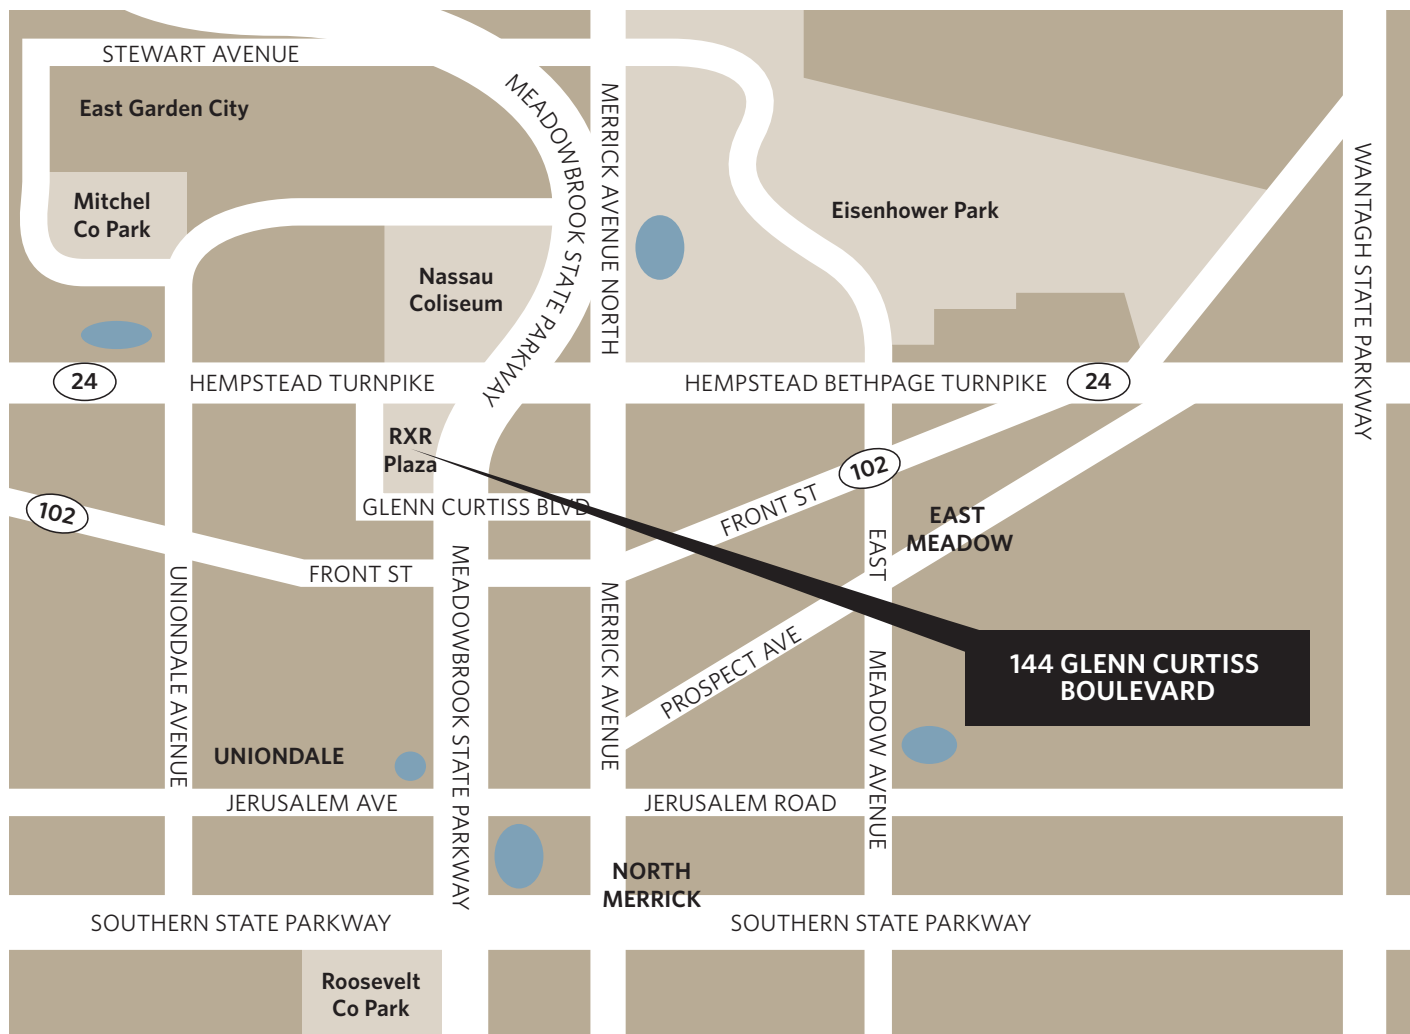 STEWART AVENUE
East Garden City
MEADOWBROOK STATE PARKWAY
MERRICK AVENUE NORTH
WANTAGH STATE PARKWAY
Mitchel
Co Park
Eisenhower Park
Nassau
Coliseum
24
HEMPSTEAD TURNPIKE
HEMPSTEAD BETHPAGE TURNPIKE
24
RXR
Plaza
102
102
GLENN CURTISS BLVD
FRONT ST
EAST
MEADOW
FRONT ST
EAST
MEADOW AVENUE
UNIONDALE AVENUE
MEADOWBROOK STATE PARKWAY
MERRICK AVENUE
PROSPECT AVE
144 GLENN CURTISS
BOULEVARD
UNIONDALE
JERUSALEM AVE
JERUSALEM ROAD
NORTH
MERRICK
SOUTHERN STATE PARKWAY
SOUTHERN STATE PARKWAY
Roosevelt
Co Park